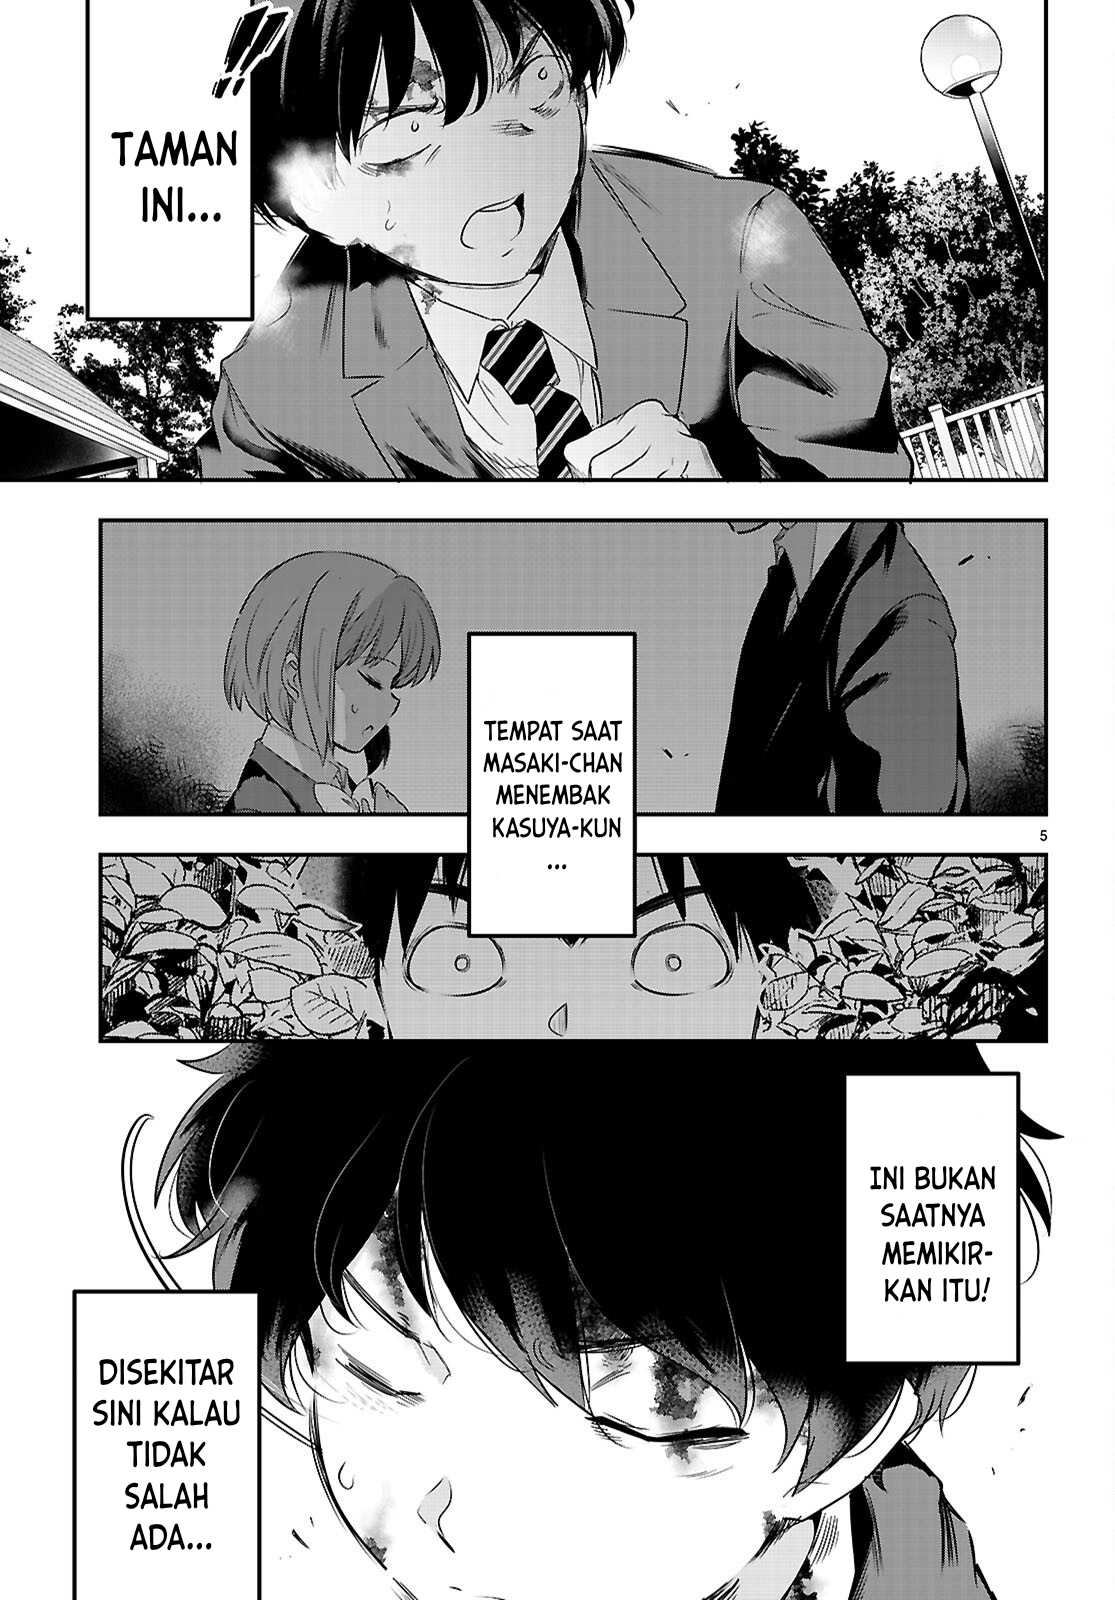 !!
TAMAN
INI...
TEMPAT SAAT
MASAKI-CHAN
MENEMBAK
KASUYA-KUN
...
5
INI BUKAN
SAATNYA
MEMIKIR-
KAN ITU!
DISEKITAR
SINI KALAU
TIDAK
SALAH
ADA...